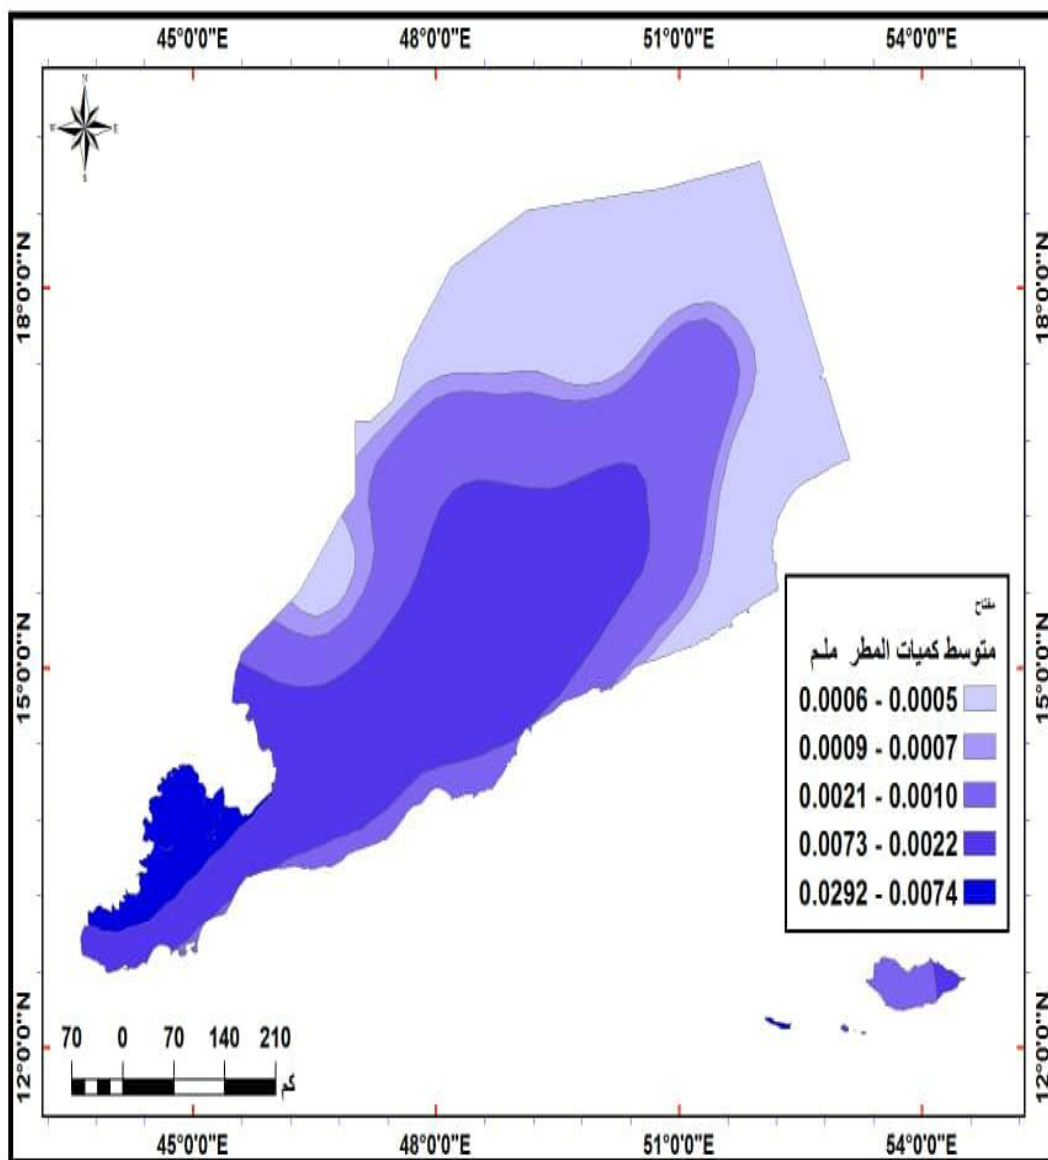 45°0'0"E 48°0'0"E 51°0'0"E 54°0'0"E
N
W E
S
18°0'0"N 18°0'0"N
مفتاح
متوسط كميات المطر ملم
0.0006 - 0.0005
15°0'0"N 15°0'0"N
0.0009 - 0.0007
0.0021 - 0.0010
0.0073 - 0.0022
0.0292 - 0.0074
12°0'0"N 12°0'0"N
70 0 70 140 210
كم
45°0'0"E 48°0'0"E 51°0'0"E 54°0'0"E